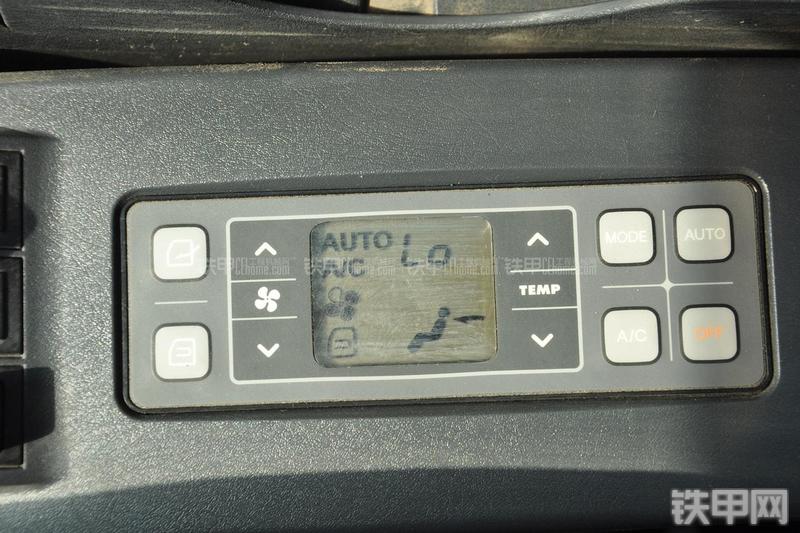 AUTO LO
A/C
TEMP
MODE
AUTO
A/C
OFF
铁甲网